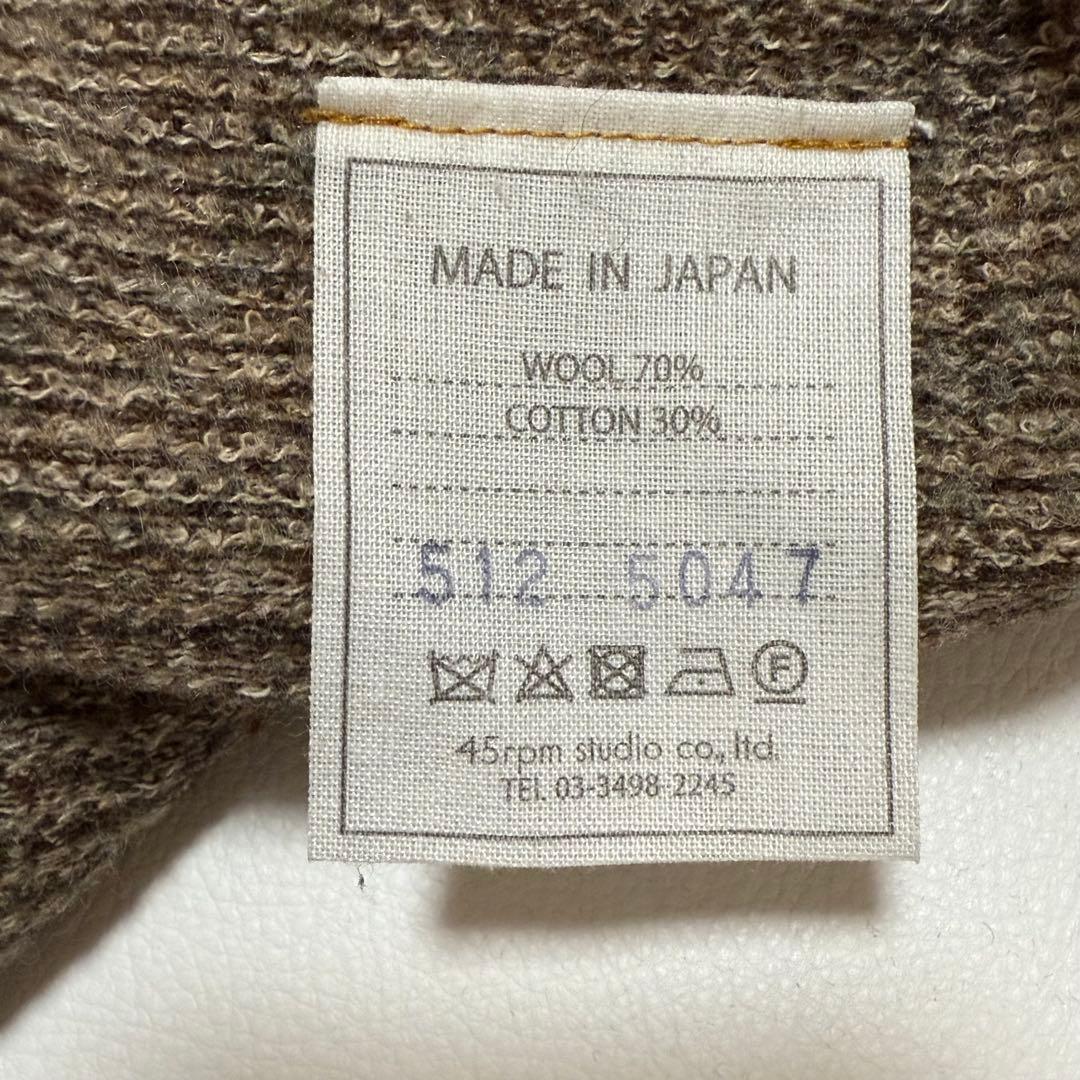 MADE IN JAPAN
WOOL 70%
COTTON 30%
512 5047
F
45rpm studio co., ltd.
TEL 03-3498-2245